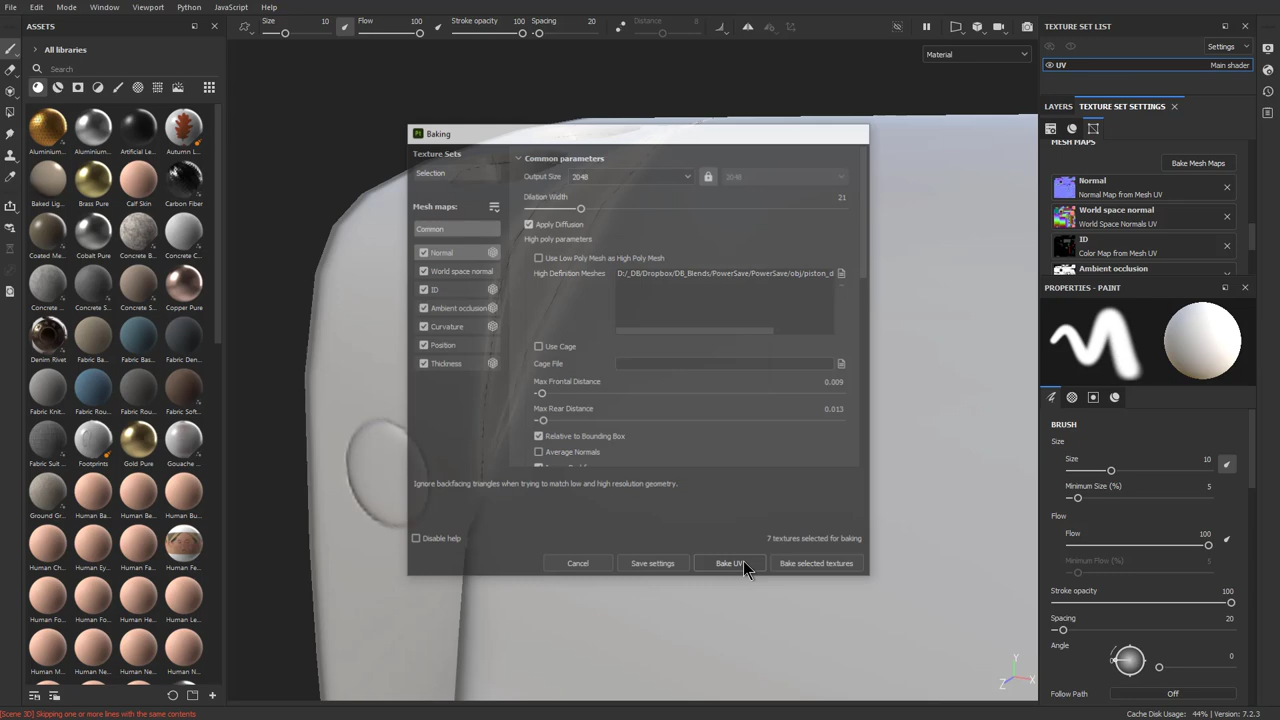 File Edit Mode Window Viewport Python JavaScript Help
ASSETS
Size 10 Flow 100 Stroke opacity 100 Spacing 20 Distance 8
TEXTURE SET LIST
All libraries
Search
Material
Settings
UV Main shader
LAYERS TEXTURE SET SETTINGS
MESH MAPS
Bake Mesh Maps
Normal
Normal Map from Mesh UV
World space normal
World Space Normals UV
ID
Color Map from Mesh UV
Ambient occlusion
Aluminium... Aluminium... Artificial Le... Autumn L...
Baked Lig... Brass Pure Calf Skin Carbon Fiber
Coated Me... Cobalt Pure Concrete B... Concrete C...
Concrete ... Concrete ... Concrete S... Copper Pure
Denim Rivet Fabric Ba... Fabric Bas... Fabric Den...
Fabric Knit... Fabric Rou... Fabric Rou... Fabric Soft...
Fabric Suit ... Footprints Gold Pure Gouache ...
Ground Gr... Human Ba... Human Be... Human Bu...
Human Ch... Human Ey... Human Fe... Human Fe...
Human Fo... Human Fo... Human He... Human Leg...
Human M... Human Ne... Human Ne... Human Ne...
Baking
Texture Sets
Selection
Mesh maps:
Common
Normal
World space normal
ID
Ambient occlusion
Curvature
Position
Thickness
Common parameters
Output Size 2048 2048
Dilation Width 21
Apply Diffusion
High poly parameters
Use Low Poly Mesh as High Poly Mesh
High Definition Meshes D:/_DB/Dropbox/DB_Blends/PowerSave/PowerSave/obj/piston_d
Use Cage
Cage File
Max Frontal Distance 0.009
Max Rear Distance 0.013
Relative to Bounding Box
Average Normals
Ignore backfacing triangles when trying to match low and high resolution geometry.
Disable help 7 textures selected for baking
Cancel Save settings Bake UV Bake selected textures
PROPERTIES - PAINT
BRUSH
Size
Size 10
Minimum Size (%) 5
Flow
Flow 100
Minimum Flow (%) 5
Stroke opacity 100
Spacing 20
Angle 0
Follow Path Off
Y
Z X
[Scene 3D] Skipping one or more lines with the same contents
Cache Disk Usage: 44% | Version: 7.2.3